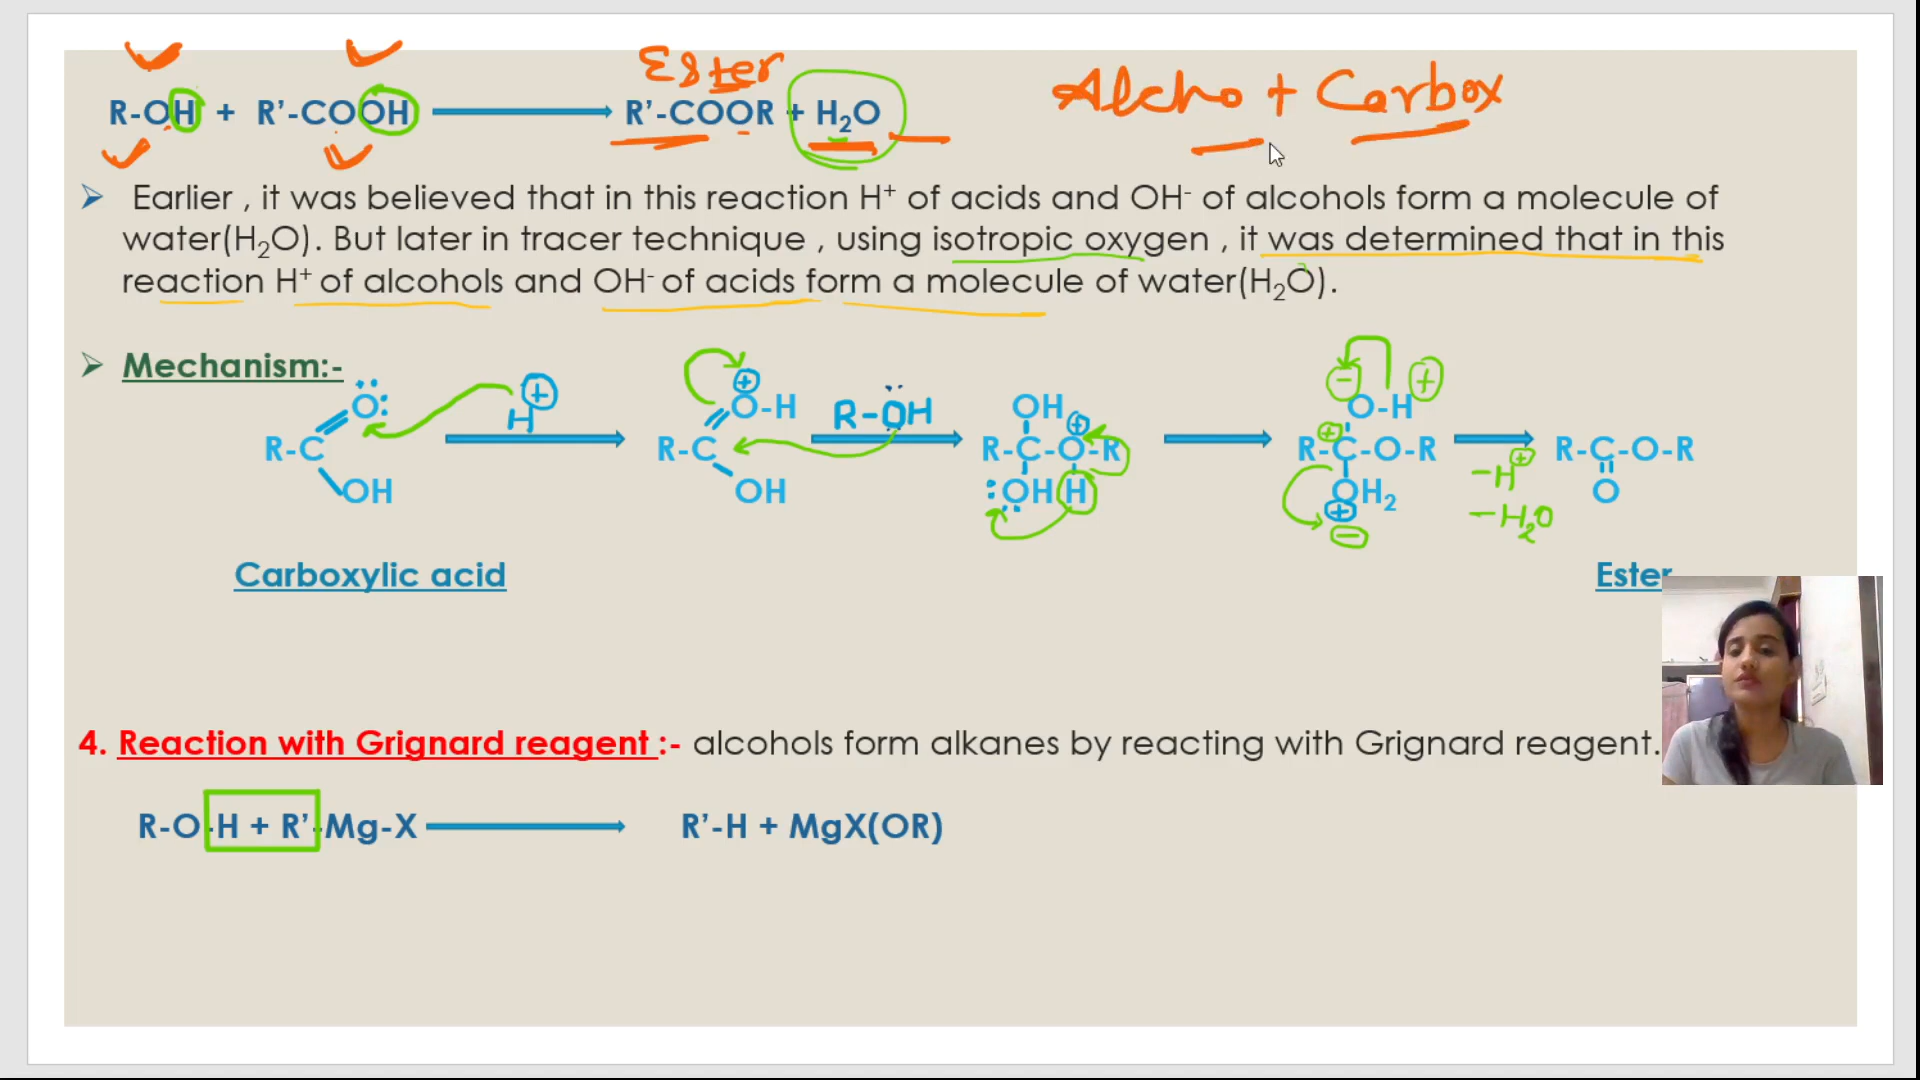 Ester
Alcho + Carbox
R-OH + R’-COOH R’-COOR + H₂O
➢ Earlier , it was believed that in this reaction H⁺ of acids and OH⁻ of alcohols form a molecule of
water(H₂O). But later in tracer technique , using isotropic oxygen , it was determined that in this
reaction H⁺ of alcohols and OH⁻ of acids form a molecule of water(H₂O).
➢ Mechanism:-
R-C O: OH
H⊕
R-C O-H ⊕ OH
R-ÖH
OH ⊕
R-C-O-R
:OH H
⊖ ⊕
O-H
⊕
R-C-O-R
OH₂
⊕
⊖
-H⊕
-H₂O
R-C-O-R
O
Carboxylic acid
Ester
4. Reaction with Grignard reagent :- alcohols form alkanes by reacting with Grignard reagent.
R-O-H + R’-Mg-X R’-H + MgX(OR)